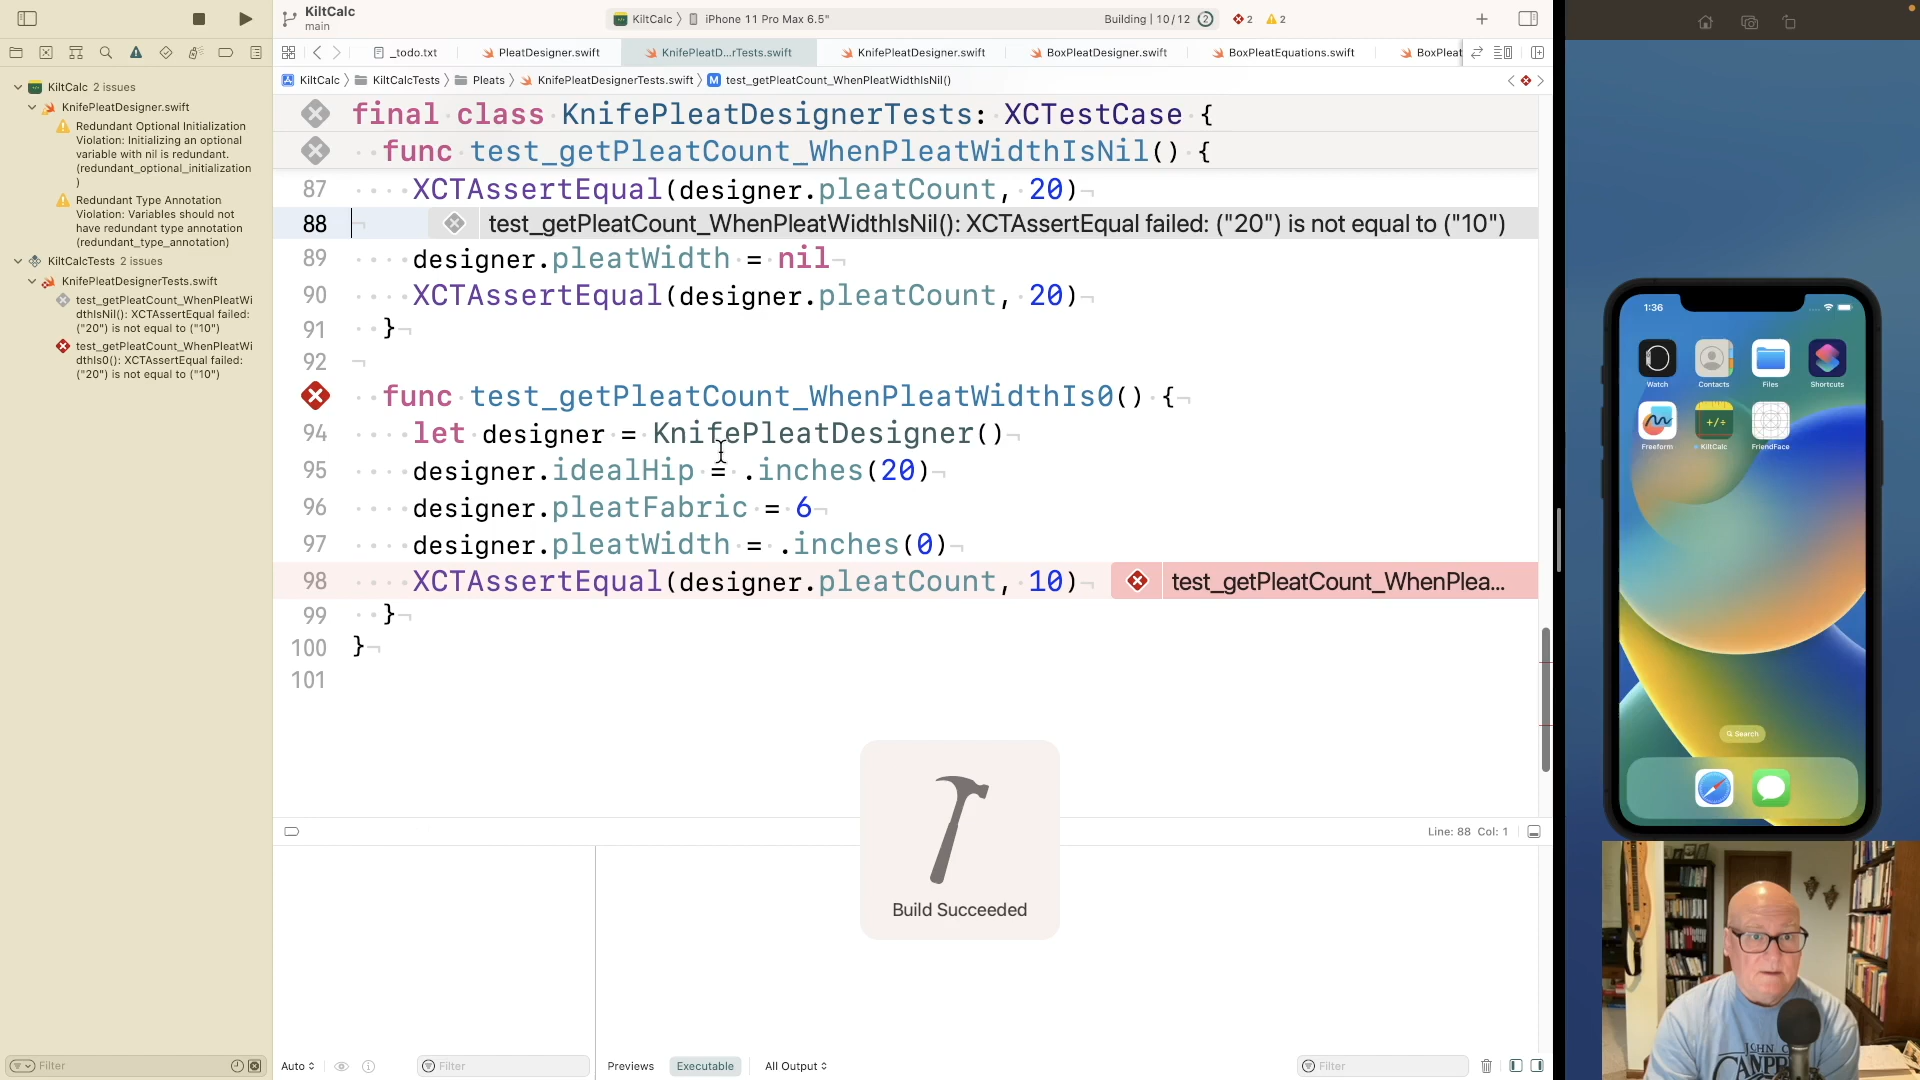 KiltCalc
main
KiltCalc
iPhone 11 Pro Max 6.5"
Building | 10/12
2
2
2
_todo.txt
PleatDesigner.swift
KnifePleatD...rTests.swift
KnifePleatDesigner.swift
BoxPleatDesigner.swift
BoxPleatEquations.swift
BoxPleat
KiltCalc
KiltCalcTests
Pleats
KnifePleatDesignerTests.swift
M
test_getPleatCount_WhenPleatWidthIsNil()
KiltCalc 2 issues
KnifePleatDesigner.swift
Redundant Optional Initialization
Violation: Initializing an optional
variable with nil is redundant.
(redundant_optional_initialization
)
Redundant Type Annotation
Violation: Variables should not
have redundant type annotation
(redundant_type_annotation)
KiltCalcTests 2 issues
KnifePleatDesignerTests.swift
test_getPleatCount_WhenPleatWi
dthIsNil(): XCTAssertEqual failed:
("20") is not equal to ("10")
test_getPleatCount_WhenPleatWi
dthIs0(): XCTAssertEqual failed:
("20") is not equal to ("10")
final class KnifePleatDesignerTests: XCTestCase {
func test_getPleatCount_WhenPleatWidthIsNil() {
87 XCTAssertEqual(designer.pleatCount, 20)
88 test_getPleatCount_WhenPleatWidthIsNil(): XCTAssertEqual failed: ("20") is not equal to ("10")
89 designer.pleatWidth = nil
90 XCTAssertEqual(designer.pleatCount, 20)
91 }
92
func test_getPleatCount_WhenPleatWidthIs0() {
94 let designer = KnifePleatDesigner()
95 designer.idealHip = .inches(20)
96 designer.pleatFabric = 6
97 designer.pleatWidth = .inches(0)
98 XCTAssertEqual(designer.pleatCount, 10) test_getPleatCount_WhenPlea...
99 }
100 }
101
Build Succeeded
Line: 88 Col: 1
Filter
Auto
Filter
Previews
Executable
All Output
Filter
1:36
Watch
Contacts
Files
Shortcuts
+/÷
Freeform
KiltCalc
FriendFace
Search